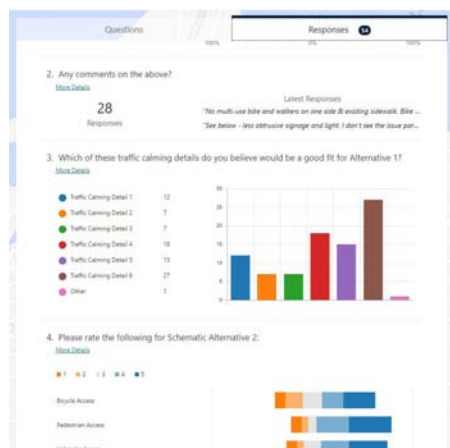 Questions
Responses 54
100% 0% 100%
2. Any comments on the above?
More Details
28
Responses
Latest Responses
"No multi-use bike and walkers on one side & existing sidewalk. Bike ...
"See below - less obtrusive signage and light. I don't see the issue par...
3. Which of these traffic calming details do you believe would be a good fit for Alternative 1?
More Details
Traffic Calming Detail 1 12
Traffic Calming Detail 2 7
Traffic Calming Detail 3 7
Traffic Calming Detail 4 18
Traffic Calming Detail 5 15
Traffic Calming Detail 6 27
Other 1
30
25
20
15
10
5
0
4. Please rate the following for Schematic Alternative 2:
More Details
1 2 3 4 5
Bicycle Access
Pedestrian Access